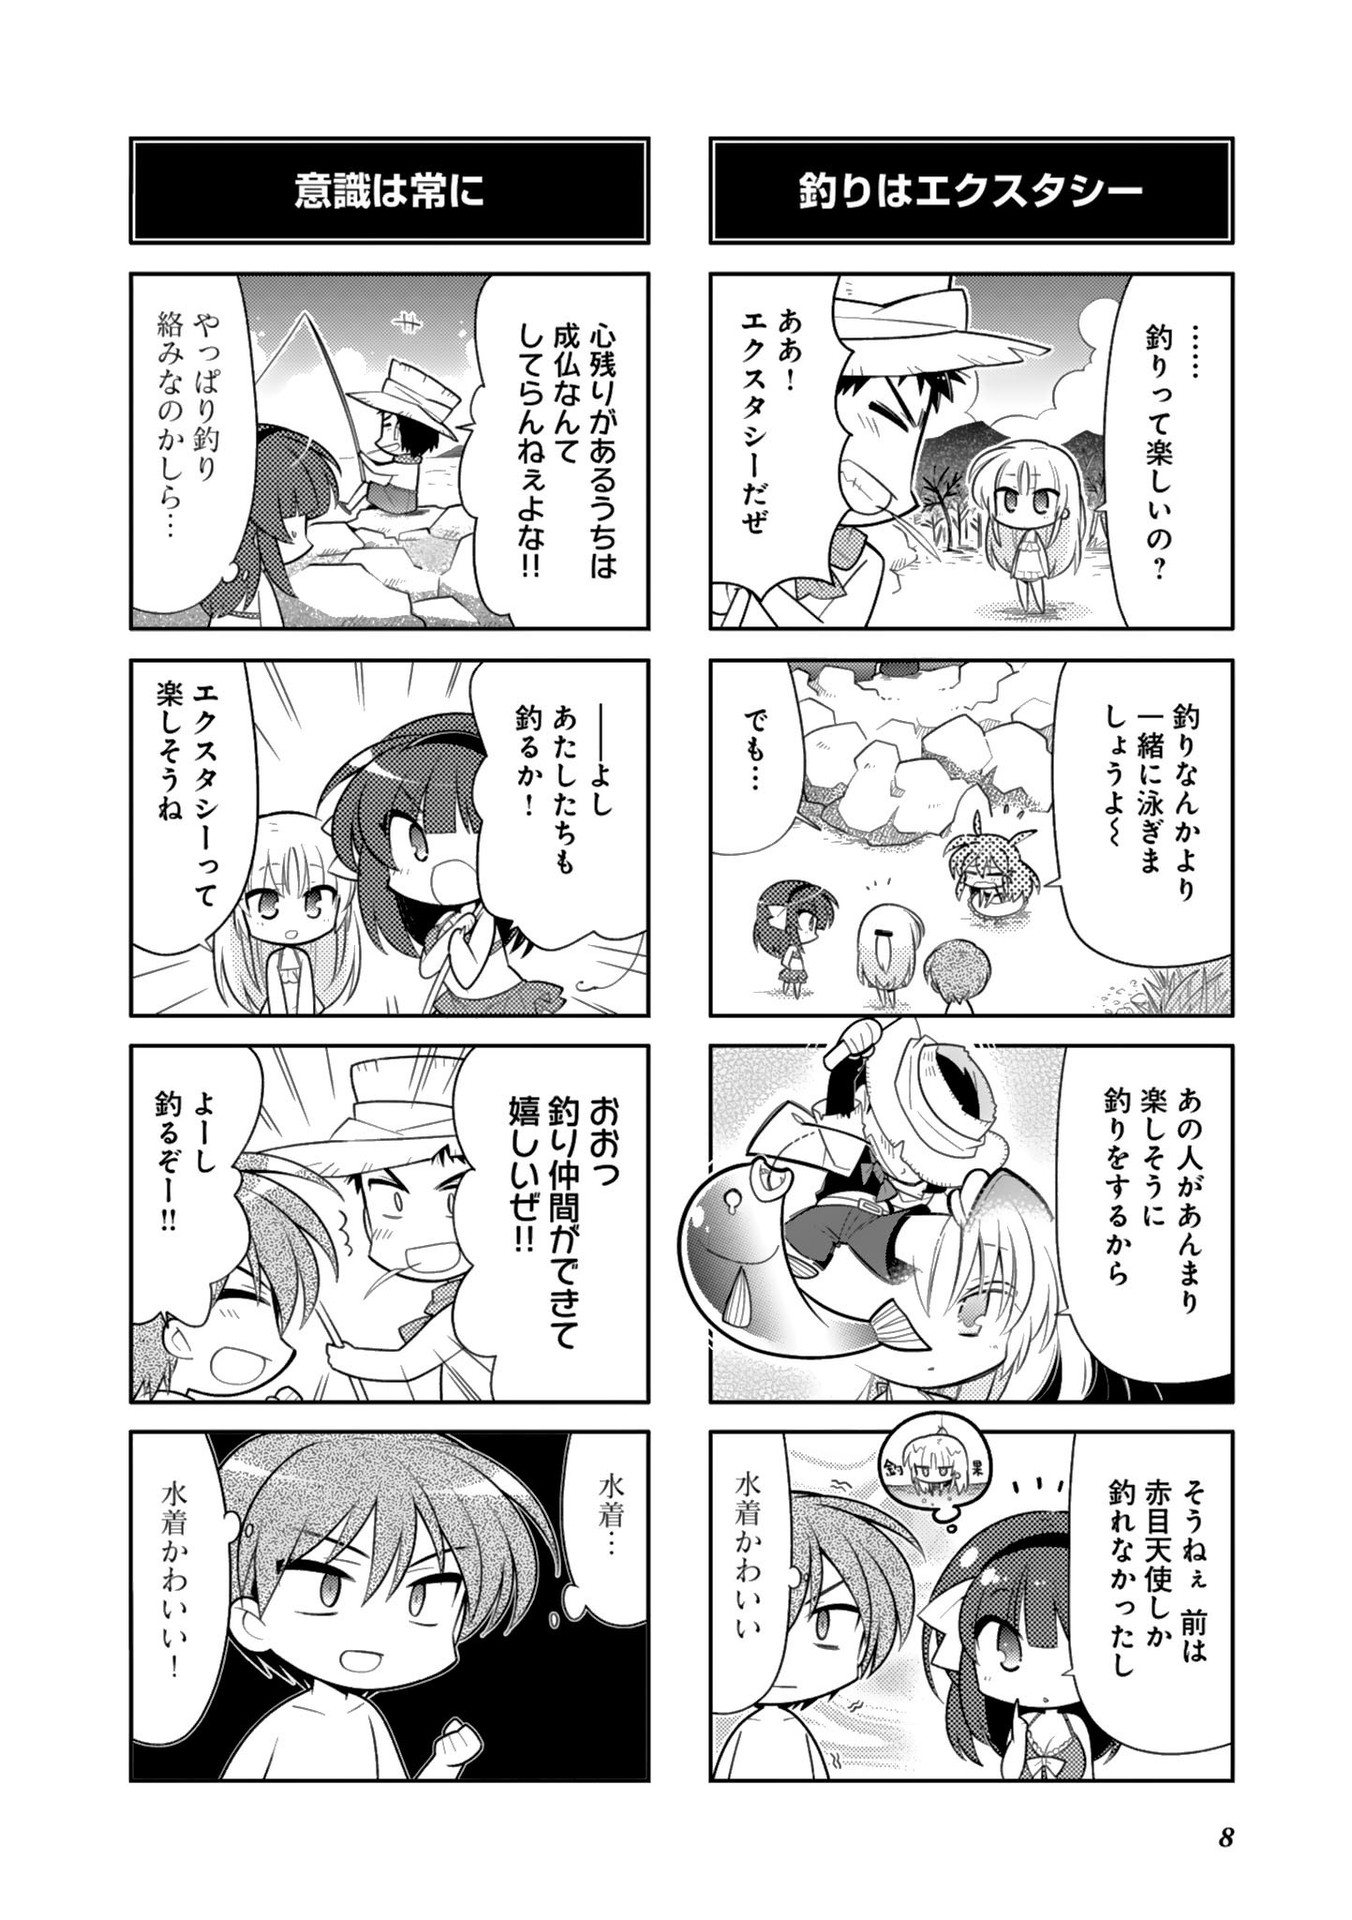 釣りはエクスタシー
……
釣りって楽しいの？
ああ！
エクスタシーだぜ
釣りなんかより
一緒に泳ぎま
しょうよ～
でも…
あの人があんまり
楽しそうに
釣りをするから
そうねぇ 前は
赤目天使しか
釣れなかったし
釣果
水着かわいい
意識は常に
心残りがあるうちは
成仏なんて
してらんねぇよな!!
やっぱり釣り
絡みなのかしら…
――よし
あたしたちも
釣るか！
エクスタシーって
楽しそうね
おおっ
釣り仲間ができて
嬉しいぜ!!
よーし
釣るぞー!!
水着…
水着かわいい！
8